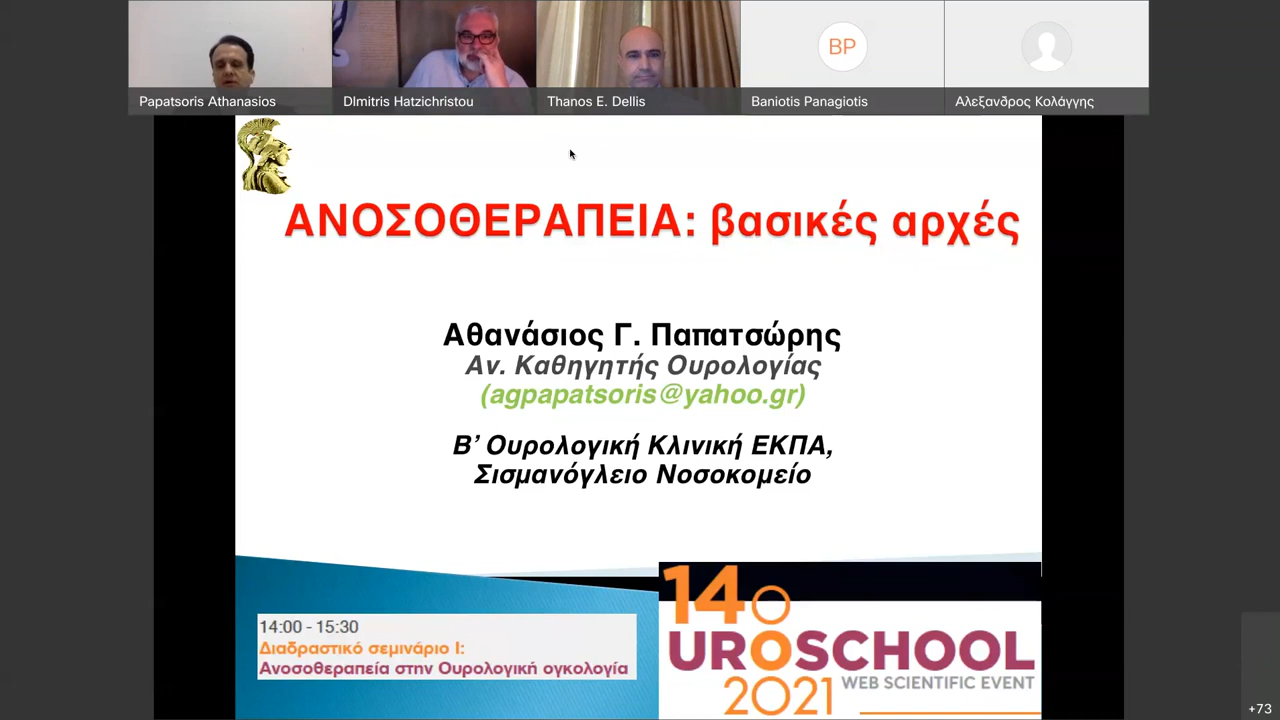 Papatsoris Athanasios
DImitris Hatzichristou
Thanos E. Dellis
BP
Baniotis Panagiotis
Αλεξανδρος Κολάγγης
ΑΝΟΣΟΘΕΡΑΠΕΙΑ: βασικές αρχές
Αθανάσιος Γ. Παπατσώρης
Αν. Καθηγητής Ουρολογίας
(agpapatsoris@yahoo.gr)
Β’ Ουρολογική Κλινική ΕΚΠΑ,
Σισμανόγλειο Νοσοκομείο
14:00 - 15:30
Διαδραστικό σεμινάριο Ι:
Ανοσοθεραπεία στην Ουρολογική ογκολογία
14ο
UROSCHOOL
2021 WEB SCIENTIFIC EVENT
+73